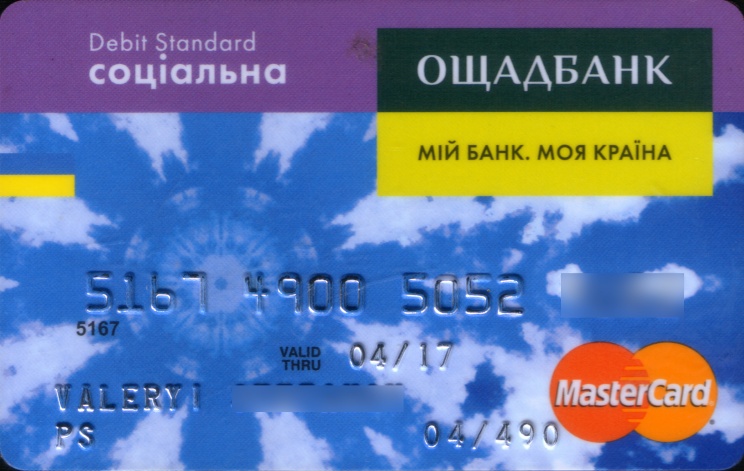 Debit Standard
соціальна
ОЩАДБАНК
МІЙ БАНК. МОЯ КРАЇНА
5167 4900 5052
5167
VALID
THRU 04/17
VALERYI
PS 04/490
MasterCard